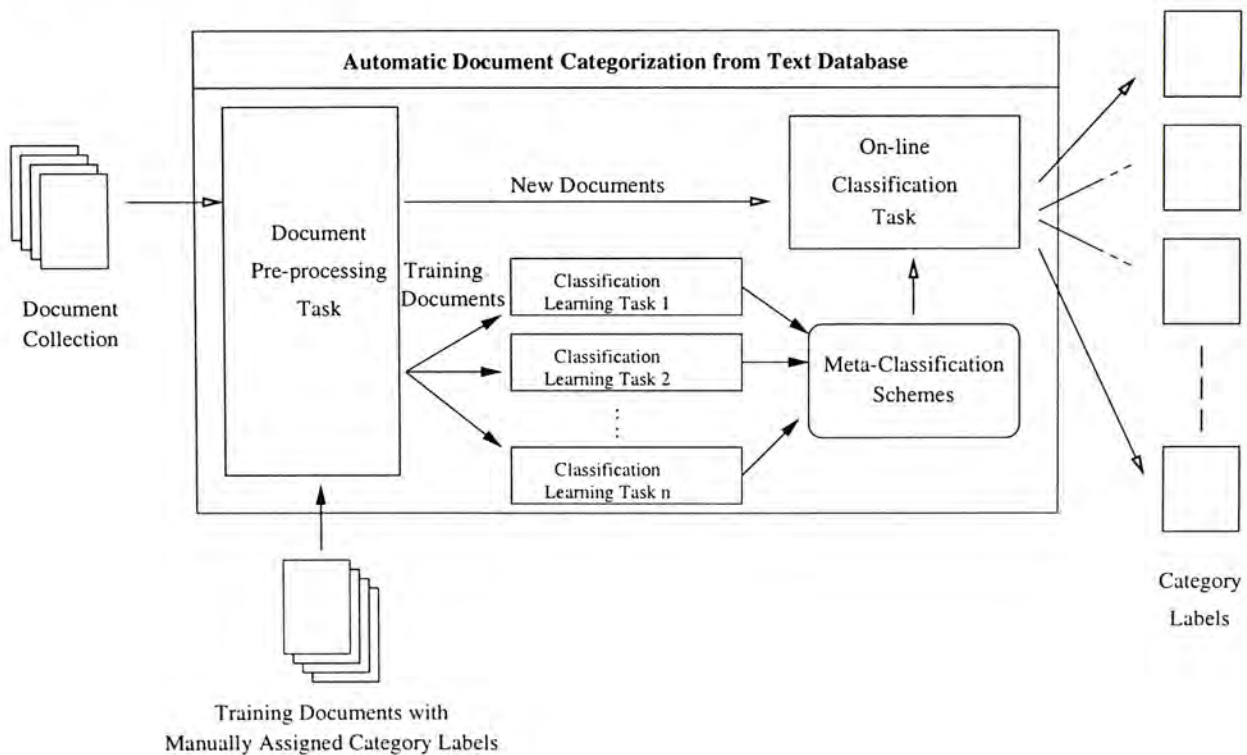 Automatic Document Categorization from Text Database
Document
Collection
Document
Pre-processing
Task
New Documents
Training
Documents
Classification
Learning Task 1
Classification
Learning Task 2
Classification
Learning Task n
On-line
Classification
Task
Meta-Classification
Schemes
Category
Labels
Training Documents with
Manually Assigned Category Labels